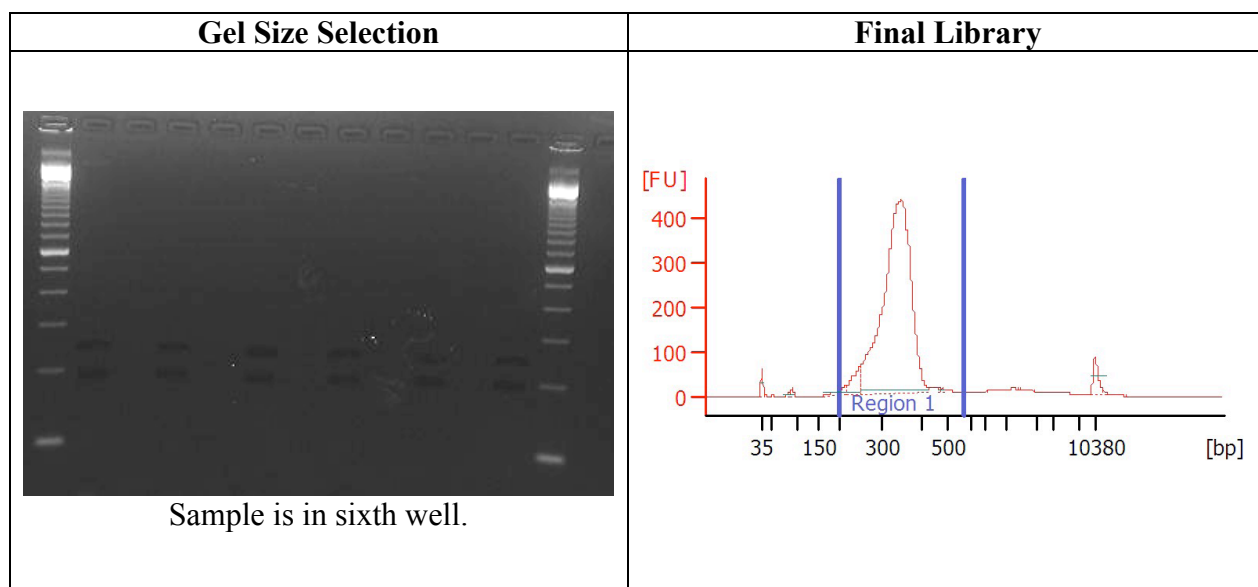 Gel Size Selection
Final Library
Sample is in sixth well.
[FU]
400
300
200
100
0
Region 1
35 150 300 500 10380 [bp]